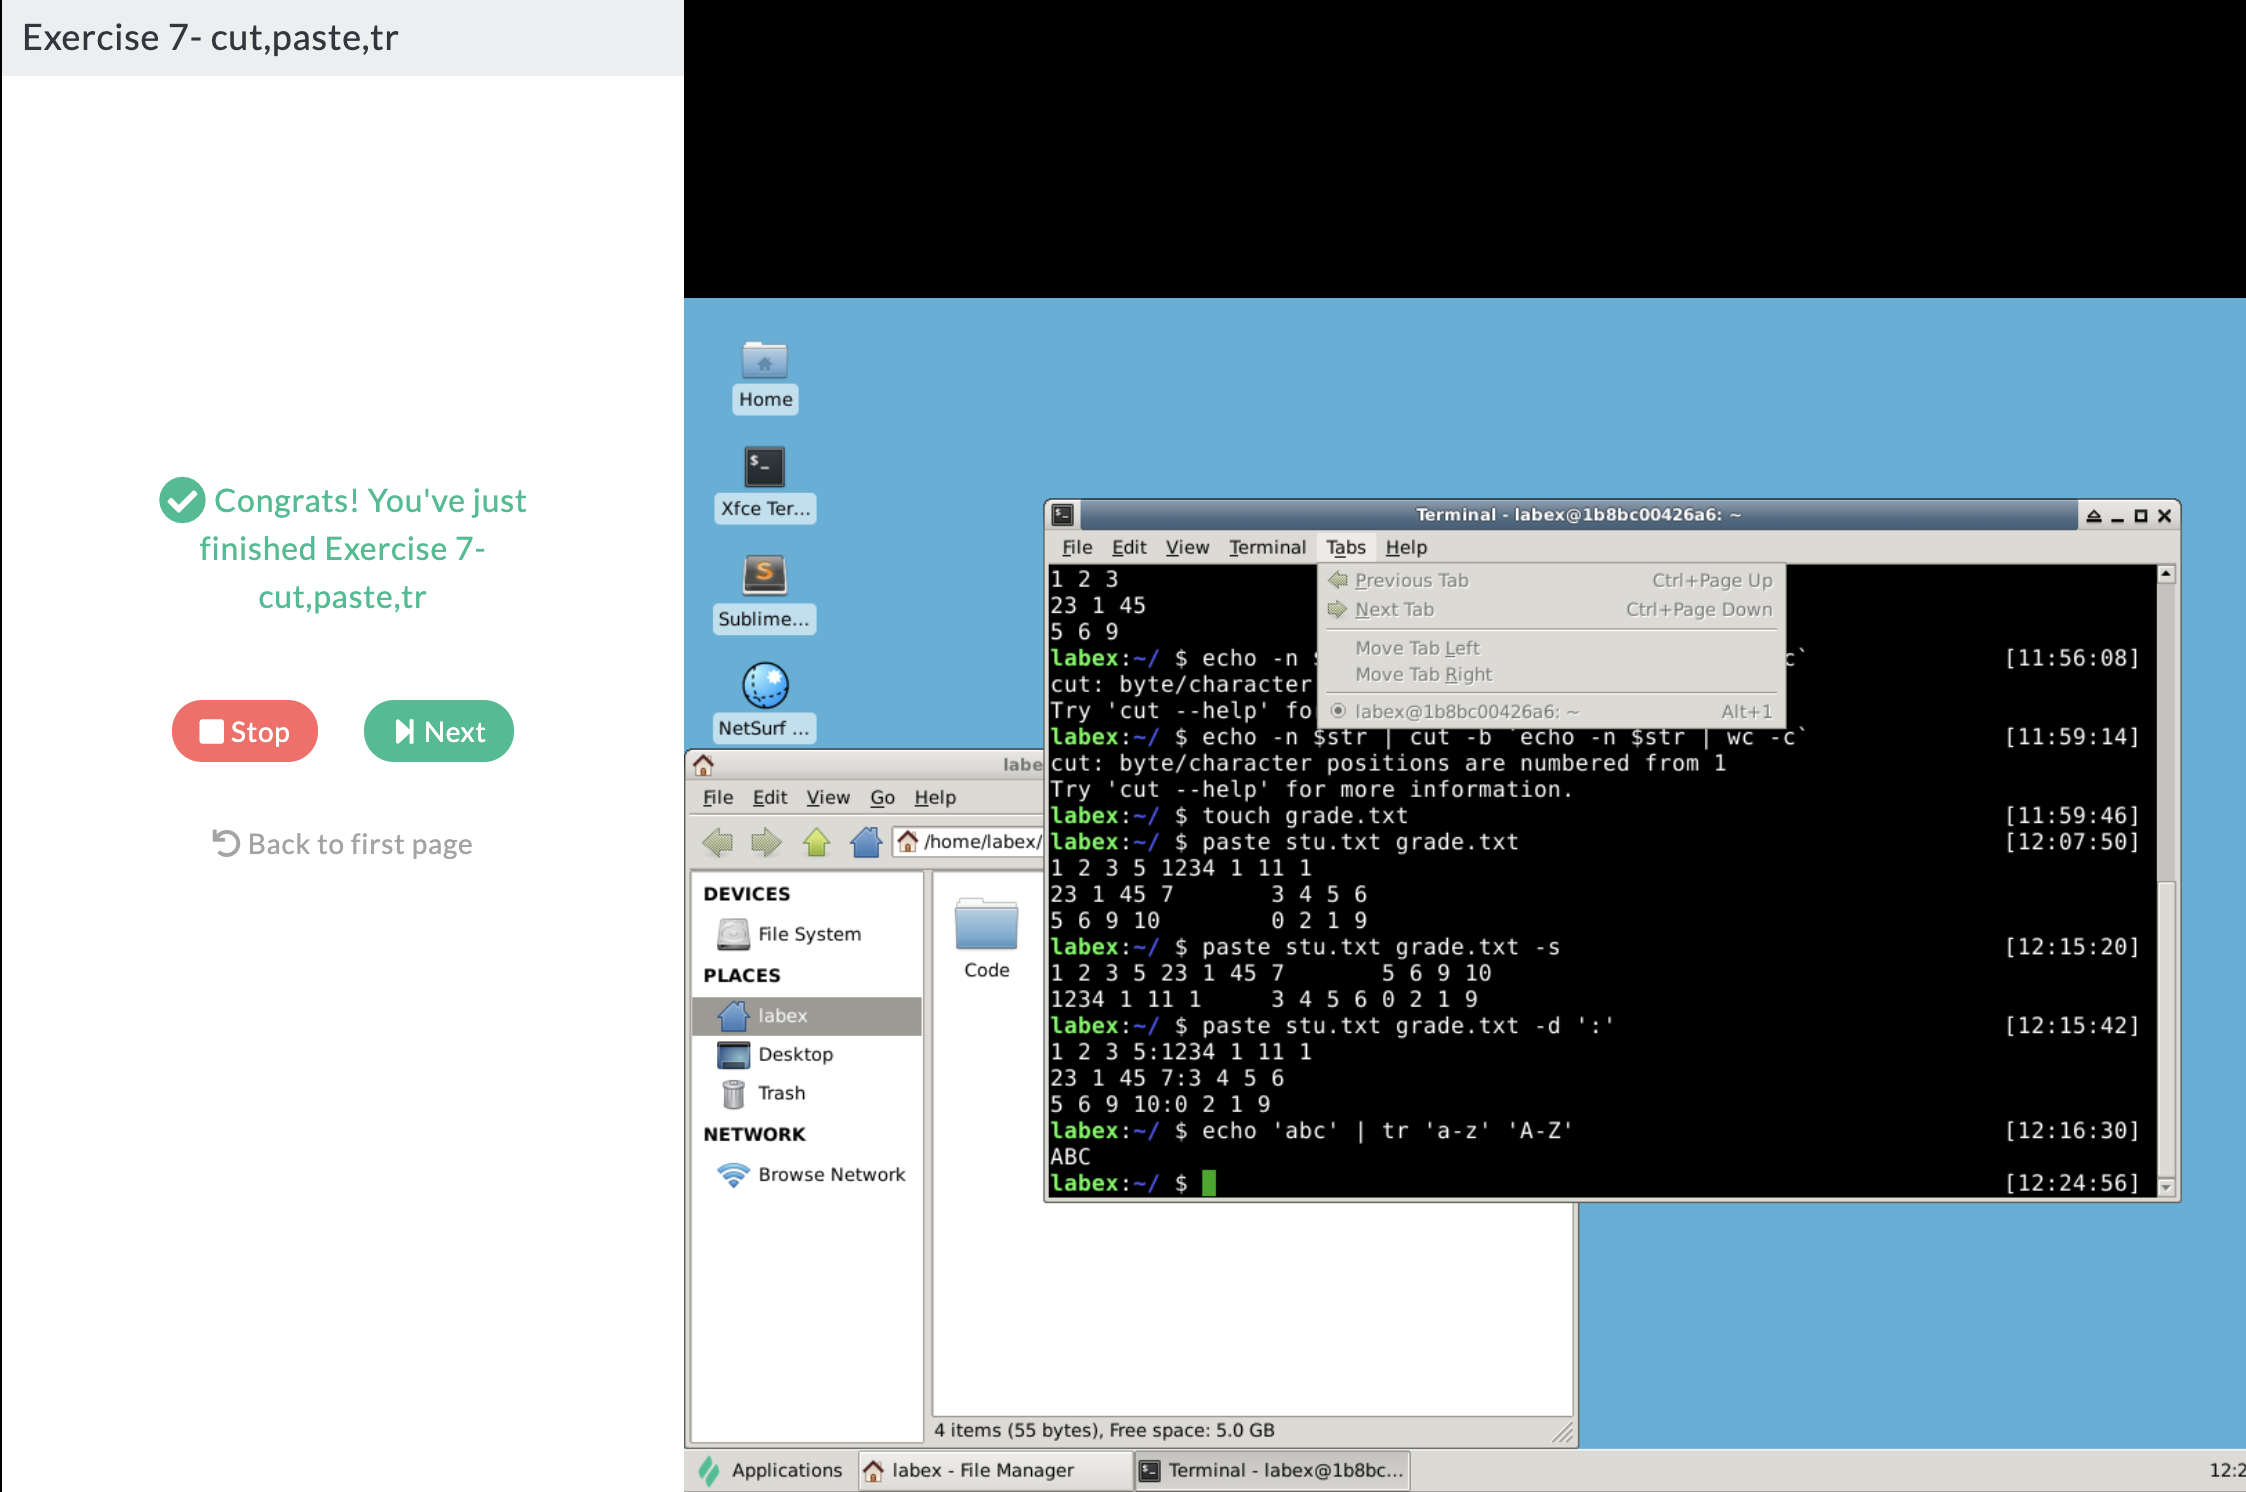 Exercise 7- cut,paste,tr
Congrats! You've just
finished Exercise 7-
cut,paste,tr
Stop
Next
Back to first page
Home
$_
Xfce Ter...
S
Sublime...
NetSurf ...
labe
File Edit View Go Help
/home/labex/
DEVICES
File System
PLACES
labex
Desktop
Trash
NETWORK
Browse Network
Code
4 items (55 bytes), Free space: 5.0 GB
Terminal - labex@1b8bc00426a6: ~
File Edit View Terminal Tabs Help
Previous Tab Ctrl+Page Up
Next Tab Ctrl+Page Down
Move Tab Left
Move Tab Right
labex@1b8bc00426a6: ~ Alt+1
1 2 3
23 1 45
5 6 9
labex:~/ $ echo -n c` [11:56:08]
cut: byte/character
Try 'cut --help' fo
labex:~/ $ echo -n $str | cut -b `echo -n $str | wc -c` [11:59:14]
cut: byte/character positions are numbered from 1
Try 'cut --help' for more information.
labex:~/ $ touch grade.txt [11:59:46]
labex:~/ $ paste stu.txt grade.txt [12:07:50]
1 2 3 5 1234 1 11 1
23 1 45 7 3 4 5 6
5 6 9 10 0 2 1 9
labex:~/ $ paste stu.txt grade.txt -s [12:15:20]
1 2 3 5 23 1 45 7 5 6 9 10
1234 1 11 1 3 4 5 6 0 2 1 9
labex:~/ $ paste stu.txt grade.txt -d ':' [12:15:42]
1 2 3 5:1234 1 11 1
23 1 45 7:3 4 5 6
5 6 9 10:0 2 1 9
labex:~/ $ echo 'abc' | tr 'a-z' 'A-Z' [12:16:30]
ABC
labex:~/ $ [12:24:56]
Applications
labex - File Manager
Terminal - labex@1b8bc...
12:2